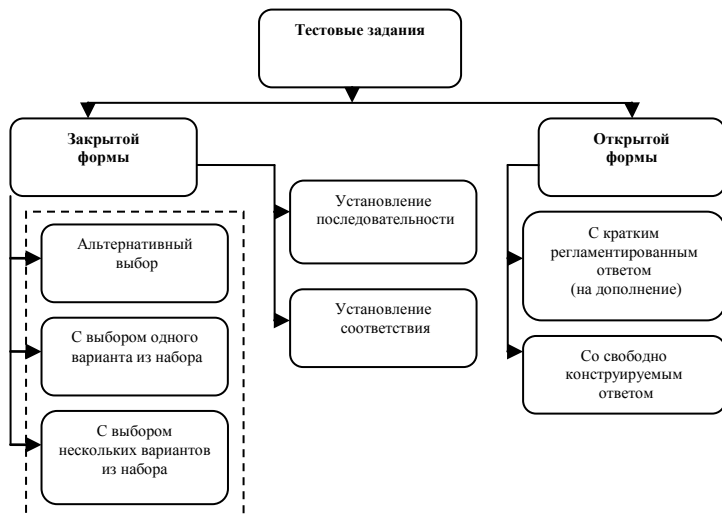 Тестовые задания
Закрытой
формы
Открытой
формы
Альтернативный
выбор
С выбором одного
варианта из набора
С выбором
нескольких вариантов
из набора
Установление
последовательности
Установление
соответствия
С кратким
регламентированным
ответом
(на дополнение)
Со свободно
конструируемым
ответом